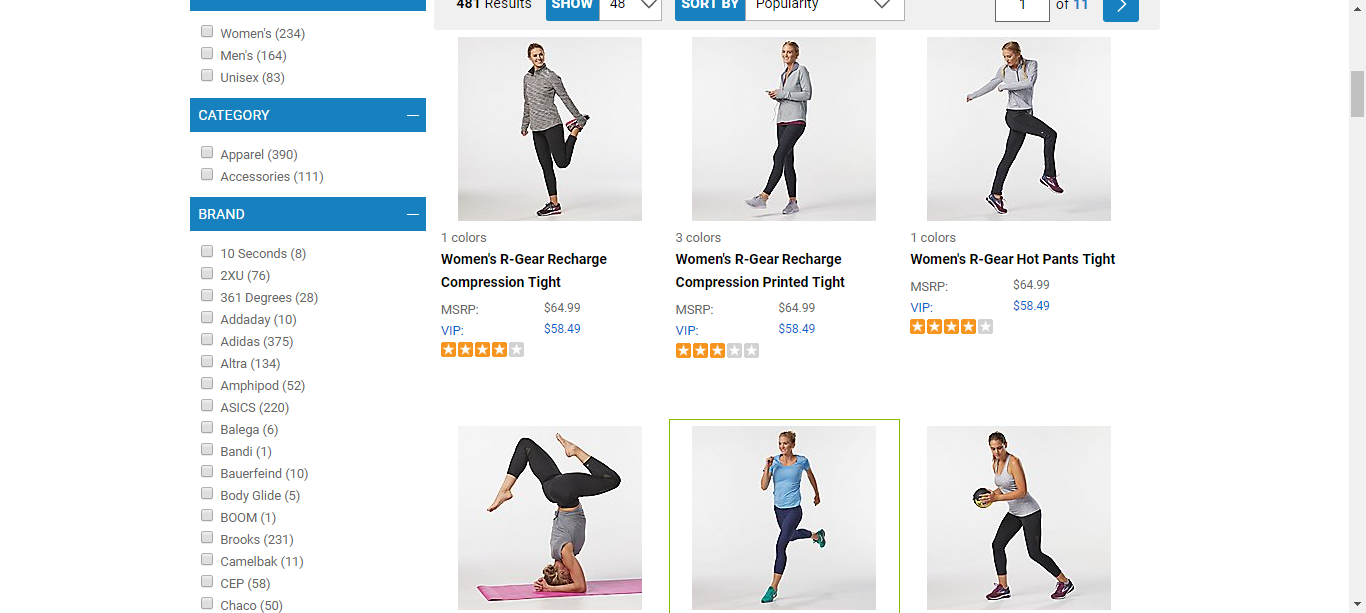 481 Results
SHOW
48
SORT BY
Popularity
1
of 11
Women's (234)
Men's (164)
Unisex (83)
CATEGORY
Apparel (390)
Accessories (111)
BRAND
10 Seconds (8)
2XU (76)
361 Degrees (28)
Addaday (10)
Adidas (375)
Altra (134)
Amphipod (52)
ASICS (220)
Balega (6)
Bandi (1)
Bauerfeind (10)
Body Glide (5)
BOOM (1)
Brooks (231)
Camelbak (11)
CEP (58)
Chaco (50)
1 colors
Women's R-Gear Recharge
Compression Tight
MSRP: $64.99
VIP: $58.49
3 colors
Women's R-Gear Recharge
Compression Printed Tight
MSRP: $64.99
VIP: $58.49
1 colors
Women's R-Gear Hot Pants Tight
MSRP: $64.99
VIP: $58.49